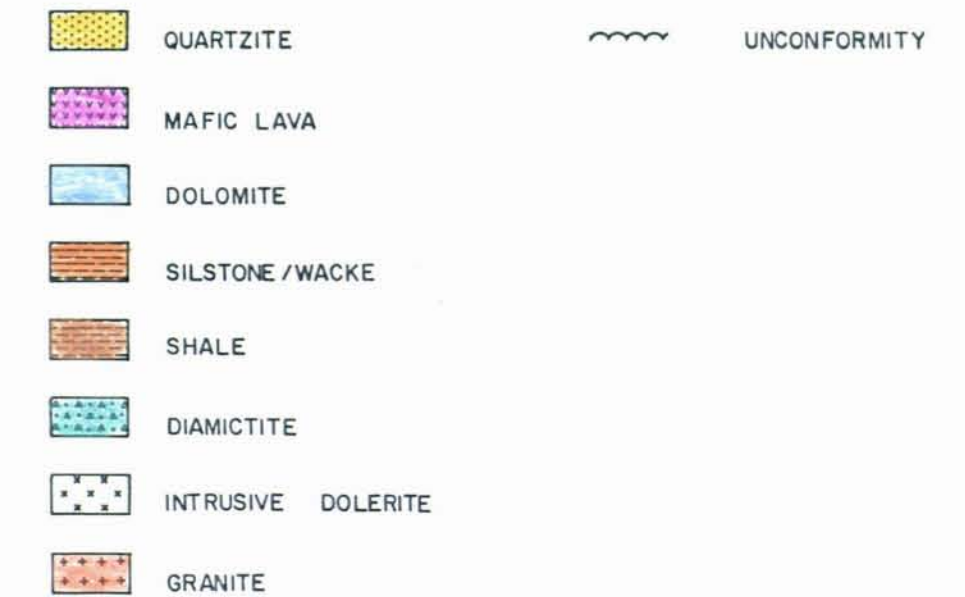 QUARTZITE
UNCONFORMITY
MAFIC LAVA
DOLOMITE
SILSTONE/WACKE
SHALE
DIAMICTITE
INTRUSIVE DOLERITE
GRANITE